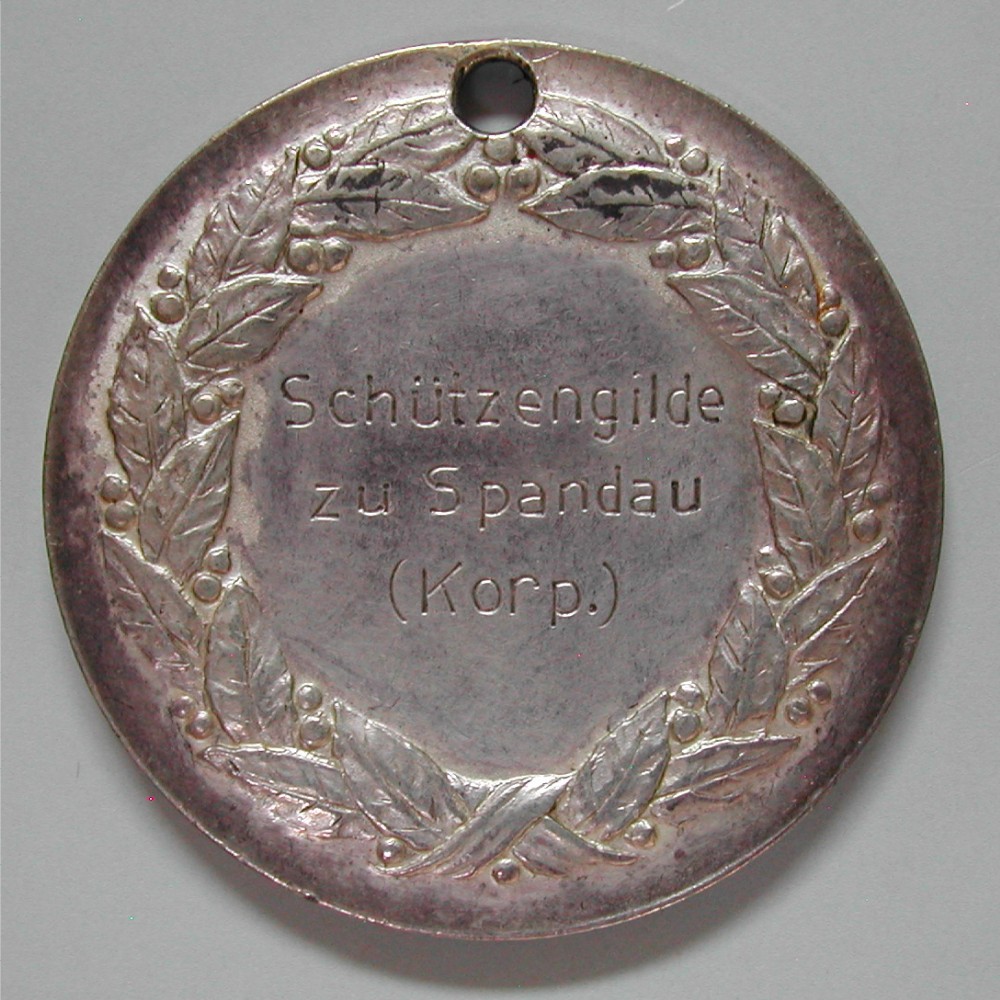 Schützengilde
zu Spandau
(Korp.)